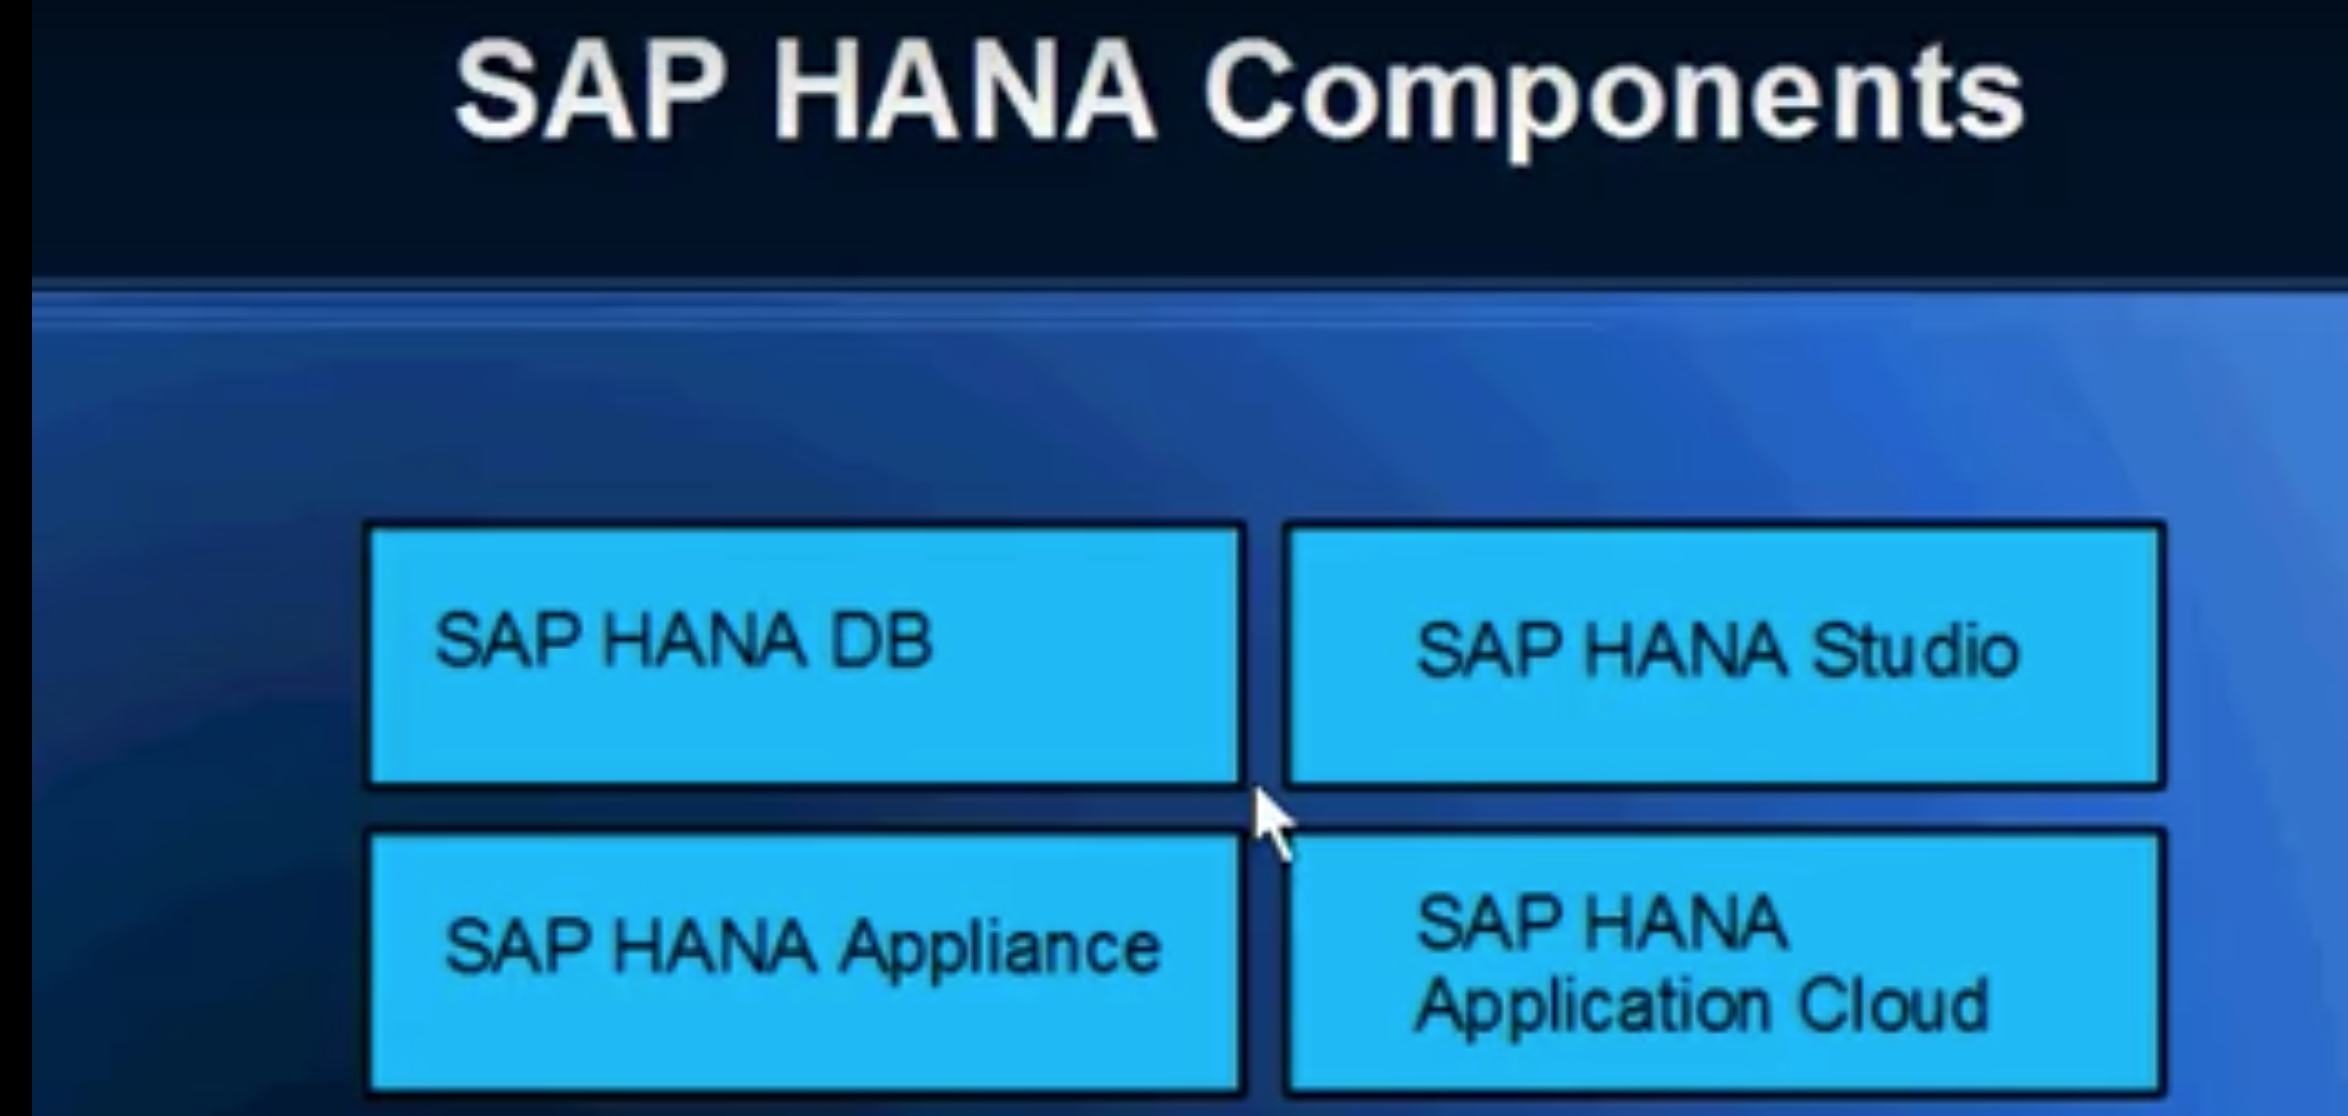 SAP HANA Components
SAP HANA DB
SAP HANA Studio
SAP HANA Appliance
SAP HANA
Application Cloud